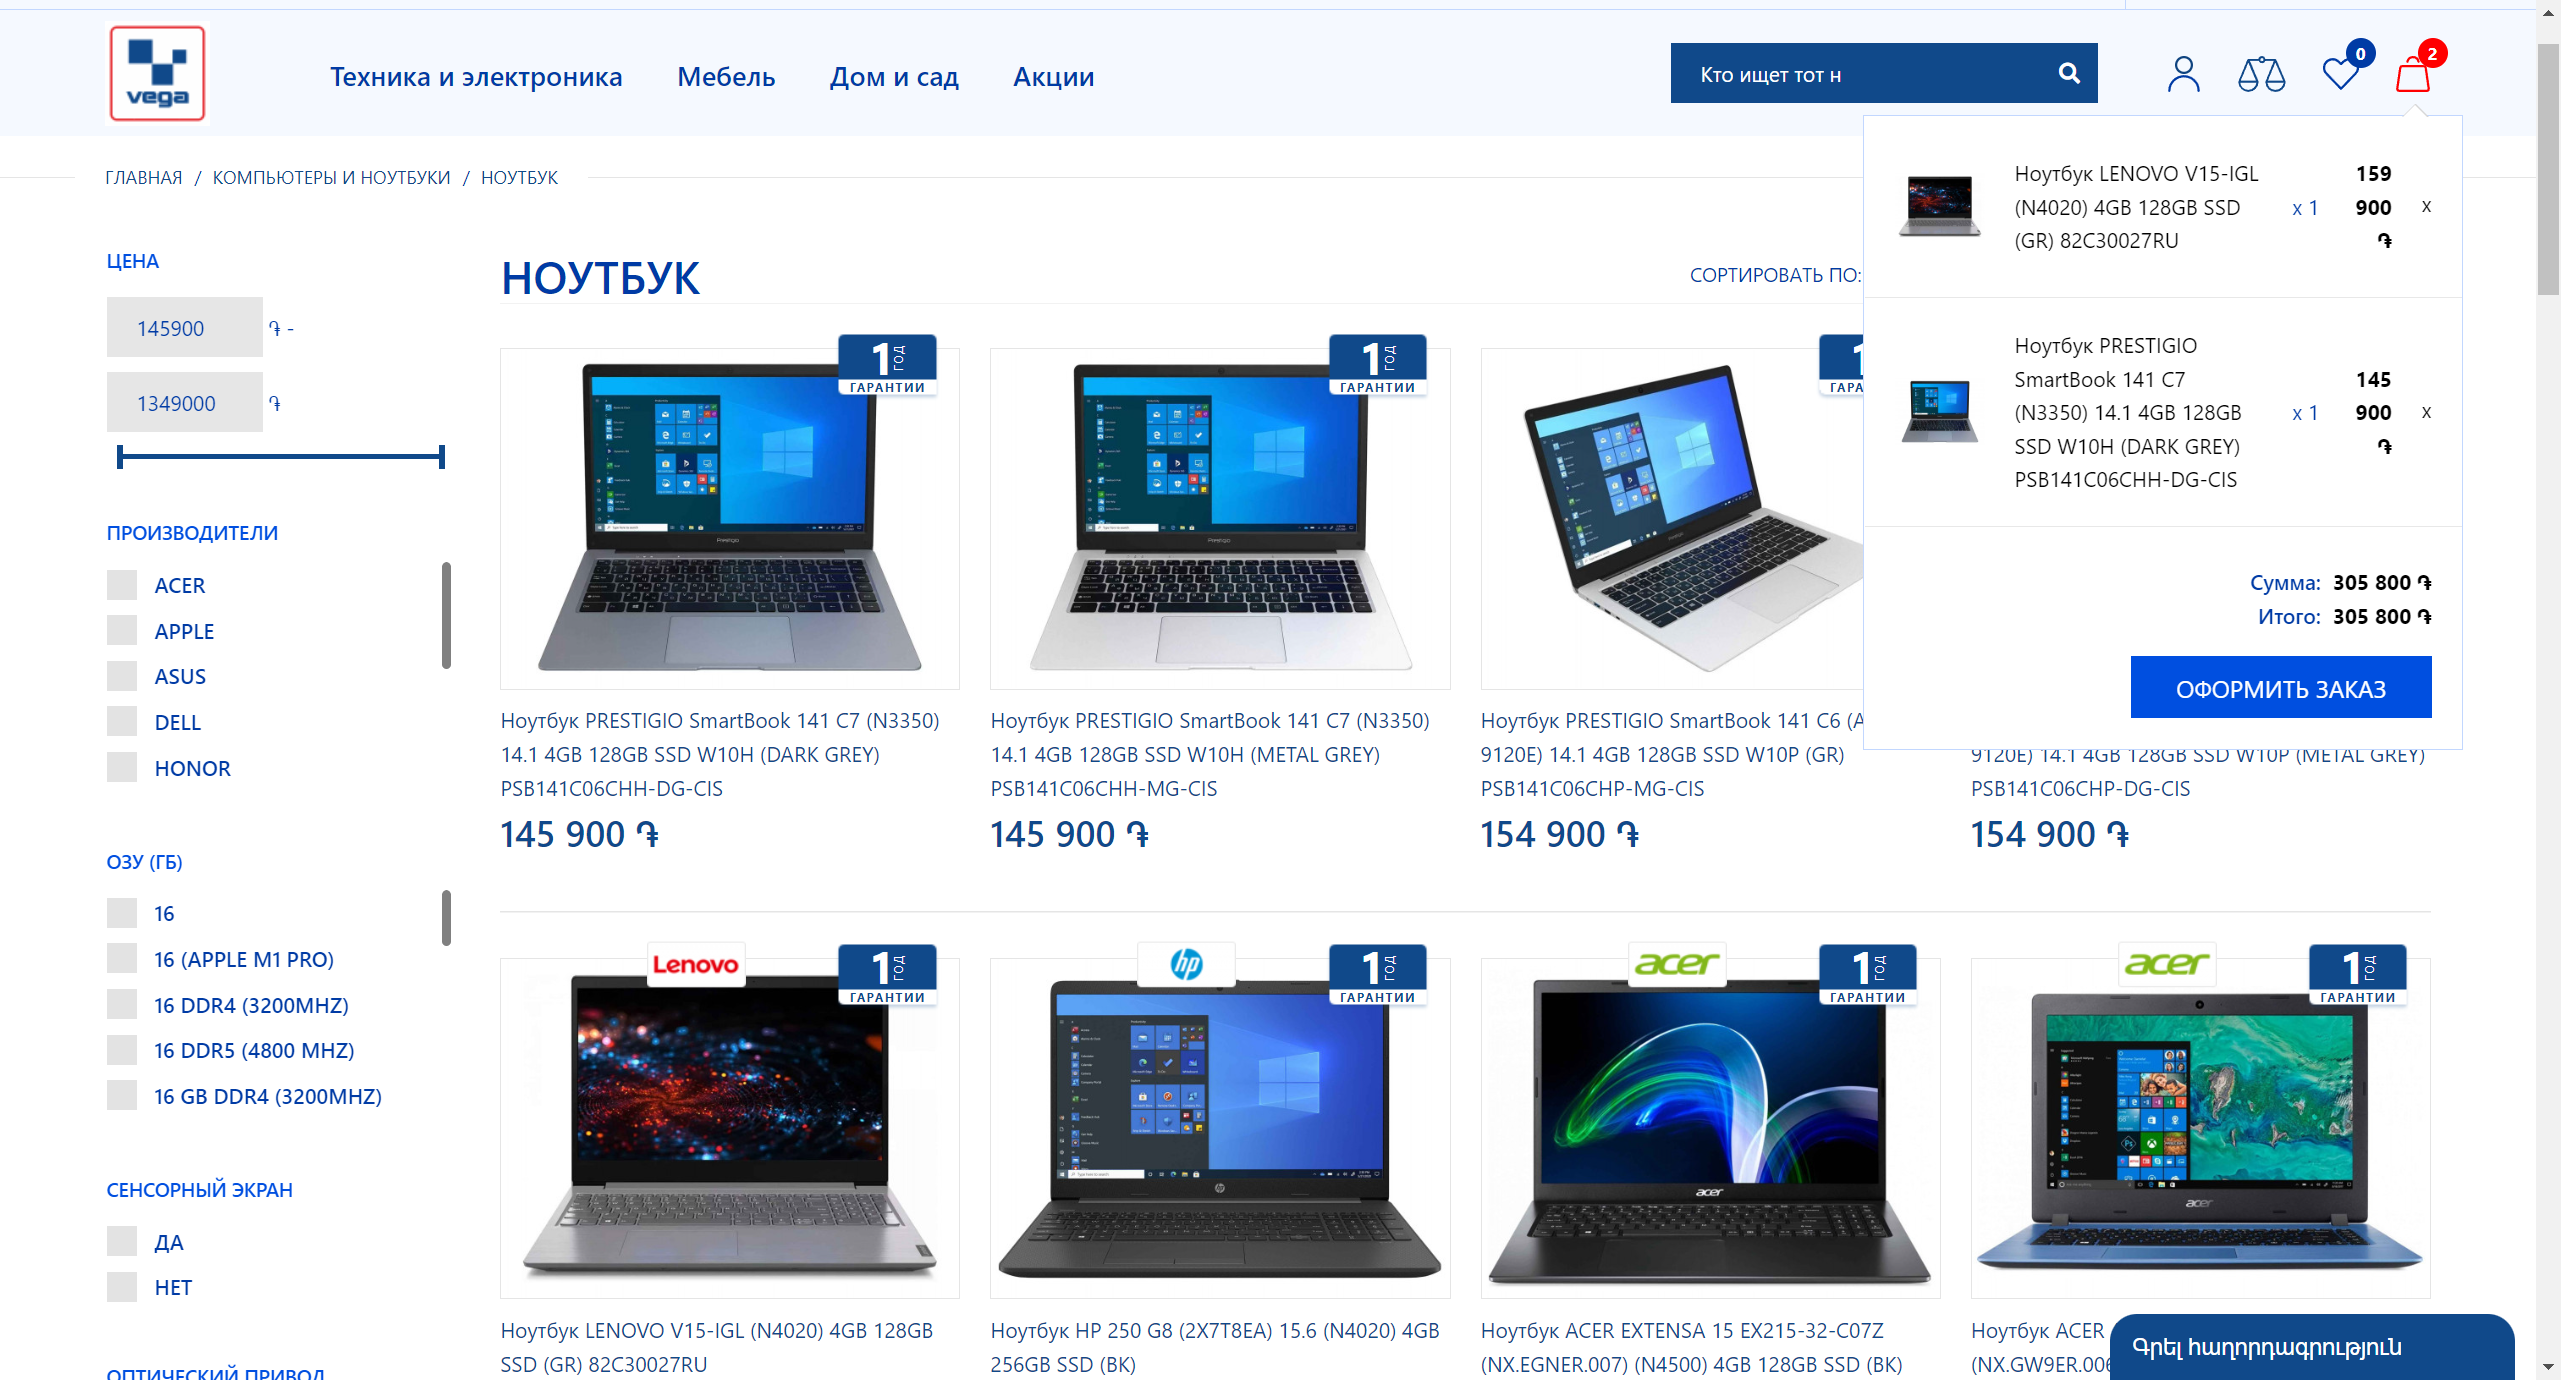 vega
Техника и электроника
Мебель
Дом и сад
Акции
Кто ищет тот н
0
2
ГЛАВНАЯ / КОМПЬЮТЕРЫ И НОУТБУКИ / НОУТБУК
Ноутбук LENOVO V15-IGL
(N4020) 4GB 128GB SSD
(GR) 82C30027RU
x 1
159
900
֏
x
Ноутбук PRESTIGIO
SmartBook 141 C7
(N3350) 14.1 4GB 128GB
SSD W10H (DARK GREY)
PSB141C06CHH-DG-CIS
x 1
145
900
֏
x
Сумма: 305 800 ֏
Итого: 305 800 ֏
ОФОРМИТЬ ЗАКАЗ
ЦЕНА
145900 ֏ -
1349000 ֏
ПРОИЗВОДИТЕЛИ
ACER
APPLE
ASUS
DELL
HONOR
ОЗУ (ГБ)
16
16 (APPLE M1 PRO)
16 DDR4 (3200MHZ)
16 DDR5 (4800 MHZ)
16 GB DDR4 (3200MHZ)
СЕНСОРНЫЙ ЭКРАН
ДА
НЕТ
ОПТИЧЕСКИЙ ПРИВОД
НОУТБУК
СОРТИРОВАТЬ ПО:
1 ГОД
ГАРАНТИИ
Prestigio
Ноутбук PRESTIGIO SmartBook 141 C7 (N3350)
14.1 4GB 128GB SSD W10H (DARK GREY)
PSB141C06CHH-DG-CIS
145 900 ֏
1 ГОД
ГАРАНТИИ
Prestigio
Ноутбук PRESTIGIO SmartBook 141 C7 (N3350)
14.1 4GB 128GB SSD W10H (METAL GREY)
PSB141C06CHH-MG-CIS
145 900 ֏
1
ГАРА
Ноутбук PRESTIGIO SmartBook 141 C6 (A
9120E) 14.1 4GB 128GB SSD W10P (GR)
PSB141C06CHP-MG-CIS
154 900 ֏
9120E) 14.1 4GB 128GB SSD W10P (METAL GREY)
PSB141C06CHP-DG-CIS
154 900 ֏
Lenovo
1 ГОД
ГАРАНТИИ
Ноутбук LENOVO V15-IGL (N4020) 4GB 128GB
SSD (GR) 82C30027RU
hp
1 ГОД
ГАРАНТИИ
Ноутбук HP 250 G8 (2X7T8EA) 15.6 (N4020) 4GB
256GB SSD (BK)
acer
1 ГОД
ГАРАНТИИ
acer
Ноутбук ACER EXTENSA 15 EX215-32-C07Z
(NX.EGNER.007) (N4500) 4GB 128GB SSD (BK)
acer
1 ГОД
ГАРАНТИИ
acer
Ноутбук ACER
(NX.GW9ER.006
Գրել հաղորդագրություն